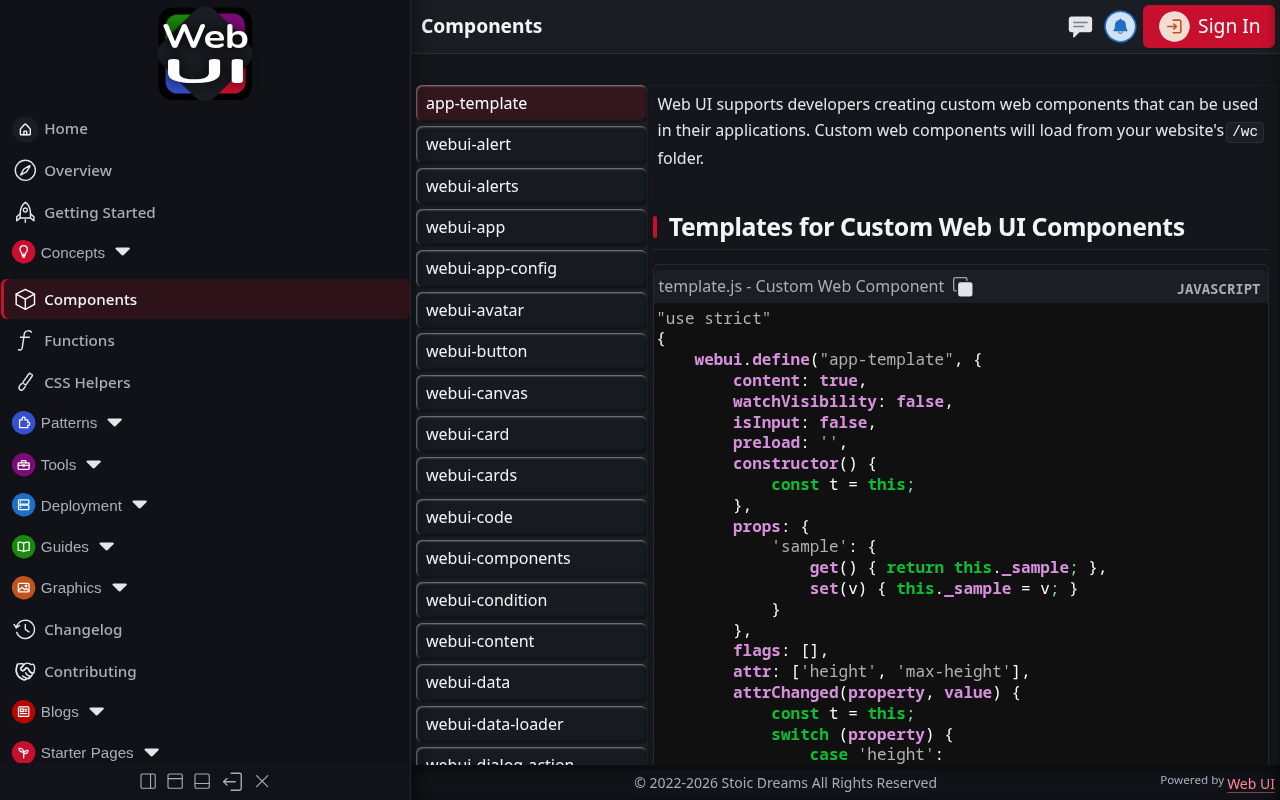 Web
UI
Home
Overview
Getting Started
Concepts
Components
Functions
CSS Helpers
Patterns
Tools
Deployment
Guides
Graphics
Changelog
Contributing
Blogs
Starter Pages
Components
Sign In
app-template
webui-alert
webui-alerts
webui-app
webui-app-config
webui-avatar
webui-button
webui-canvas
webui-card
webui-cards
webui-code
webui-components
webui-condition
webui-content
webui-data
webui-data-loader
webui-dialog-action
Web UI supports developers creating custom web components that can be used
in their applications. Custom web components will load from your website's /wc
folder.
Templates for Custom Web UI Components
template.js - Custom Web Component
JAVASCRIPT
"use strict"
{
    webui.define("app-template", {
        content: true,
        watchVisibility: false,
        isInput: false,
        preload: '',
        constructor() {
            const t = this;
        },
        props: {
            'sample': {
                get() { return this._sample; },
                set(v) { this._sample = v; }
            }
        },
        flags: [],
        attr: ['height', 'max-height'],
        attrChanged(property, value) {
            const t = this;
            switch (property) {
                case 'height':
© 2022-2026 Stoic Dreams All Rights Reserved
Powered by Web UI